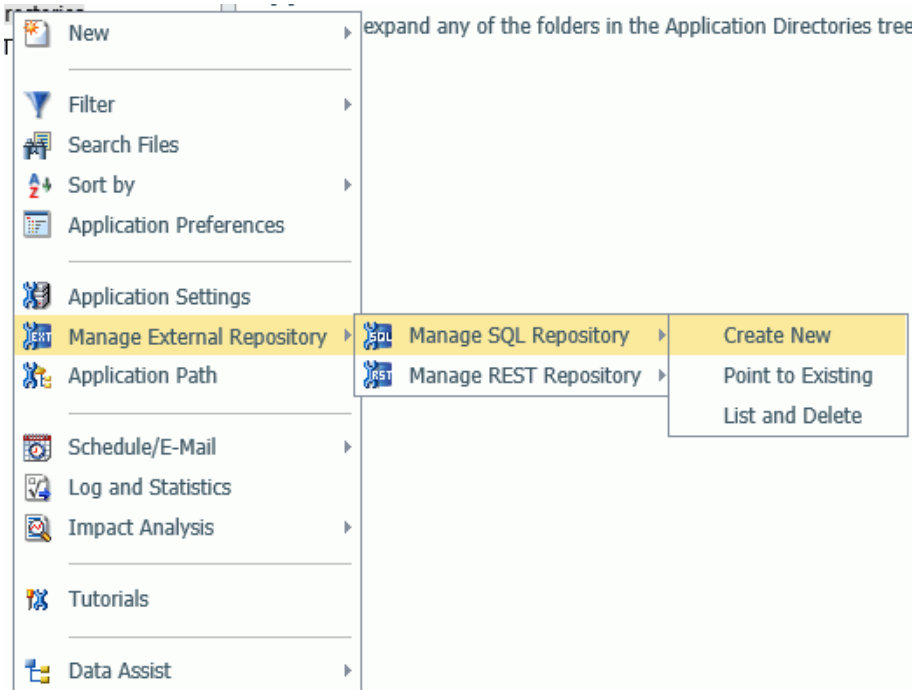 New
expand any of the folders in the Application Directories tree
Filter
Search Files
Sort by
Application Preferences
Application Settings
Manage External Repository
Manage SQL Repository
Create New
Application Path
Manage REST Repository
Point to Existing
List and Delete
Schedule/E-Mail
Log and Statistics
Impact Analysis
Tutorials
Data Assist